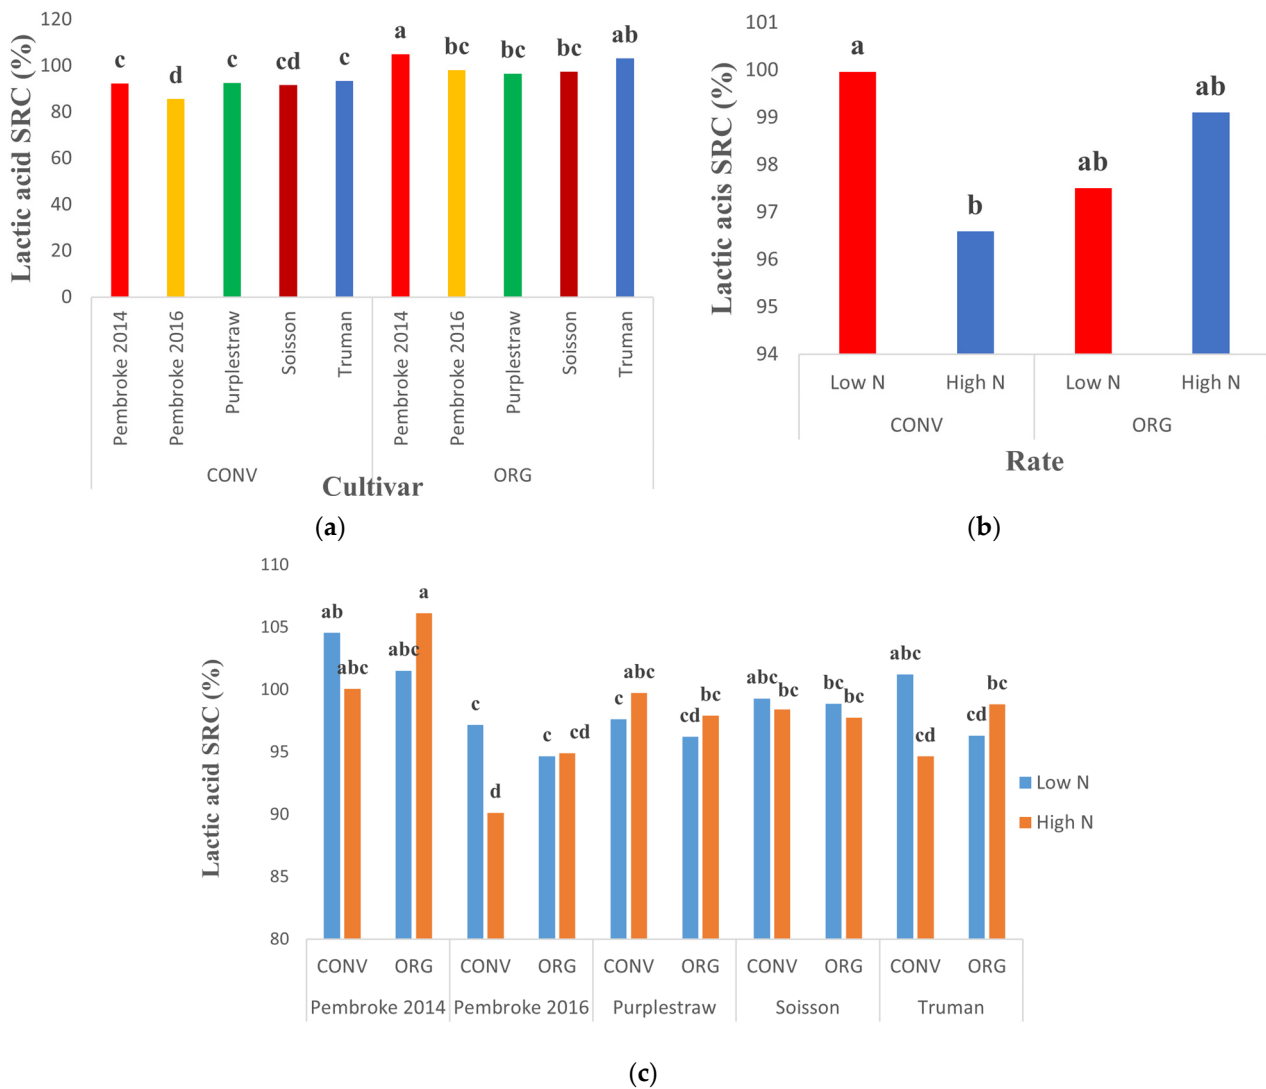 Lactic acid SRC (%)
120
100
80
60
40
20
0
c
d
c
cd
c
a
bc
bc
bc
ab
Pembroke 2014
Pembroke 2016
Purplestraw
Soisson
Truman
Pembroke 2014
Pembroke 2016
Purplestraw
Soisson
Truman
CONV
ORG
Cultivar
(a)
Lactic acis SRC (%)
101
100
99
98
97
96
95
94
a
b
ab
ab
Low N
High N
Low N
High N
CONV
ORG
Rate
(b)
Lactic acid SRC (%)
110
105
100
95
90
85
80
ab
abc
abc
a
c
d
c
cd
c
abc
cd
bc
abc
bc
bc
bc
abc
cd
cd
bc
Low N
High N
CONV
ORG
CONV
ORG
CONV
ORG
CONV
ORG
CONV
ORG
Pembroke 2014
Pembroke 2016
Purplestraw
Soisson
Truman
(c)